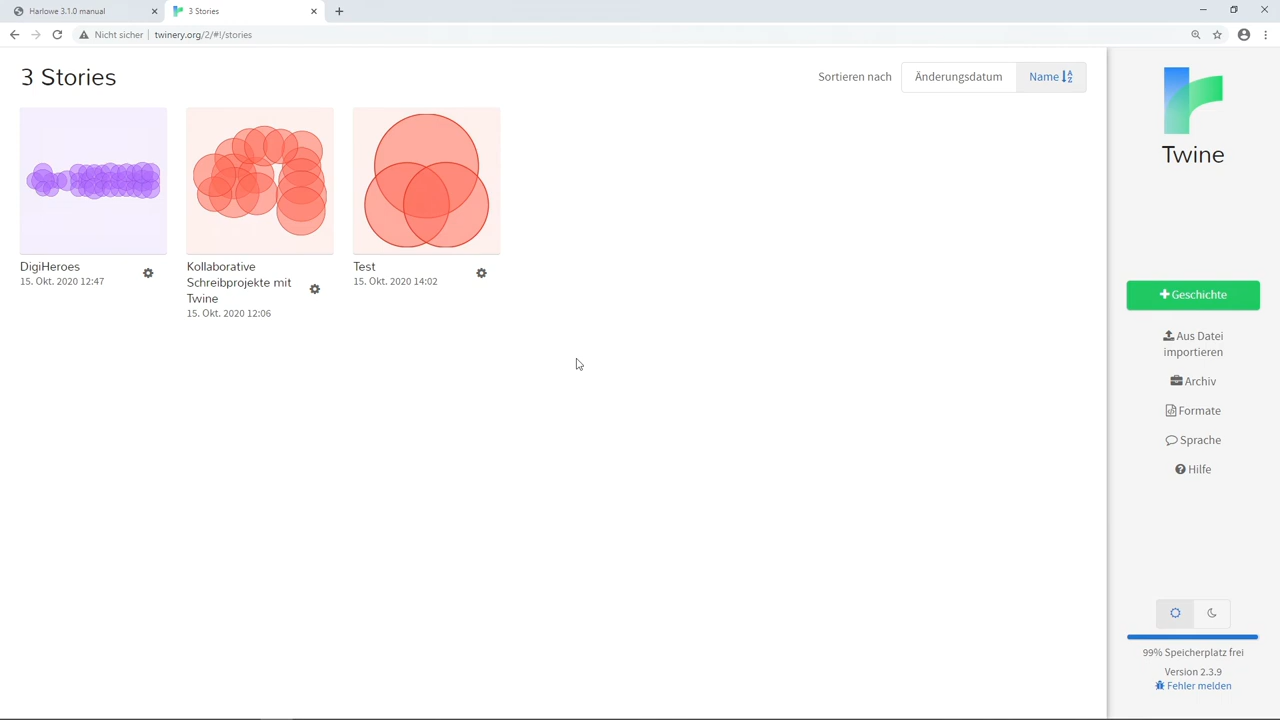 Harlowe 3.1.0 manual
3 Stories
Nicht sicher
twinery.org/2/#!/stories
3 Stories
Sortieren nach
Änderungsdatum
Name
DigiHeroes
15. Okt. 2020 12:47
Kollaborative
Schreibprojekte mit
Twine
15. Okt. 2020 12:06
Test
15. Okt. 2020 14:02
Twine
Geschichte
Aus Datei
importieren
Archiv
Formate
Sprache
Hilfe
99% Speicherplatz frei
Version 2.3.9
Fehler melden